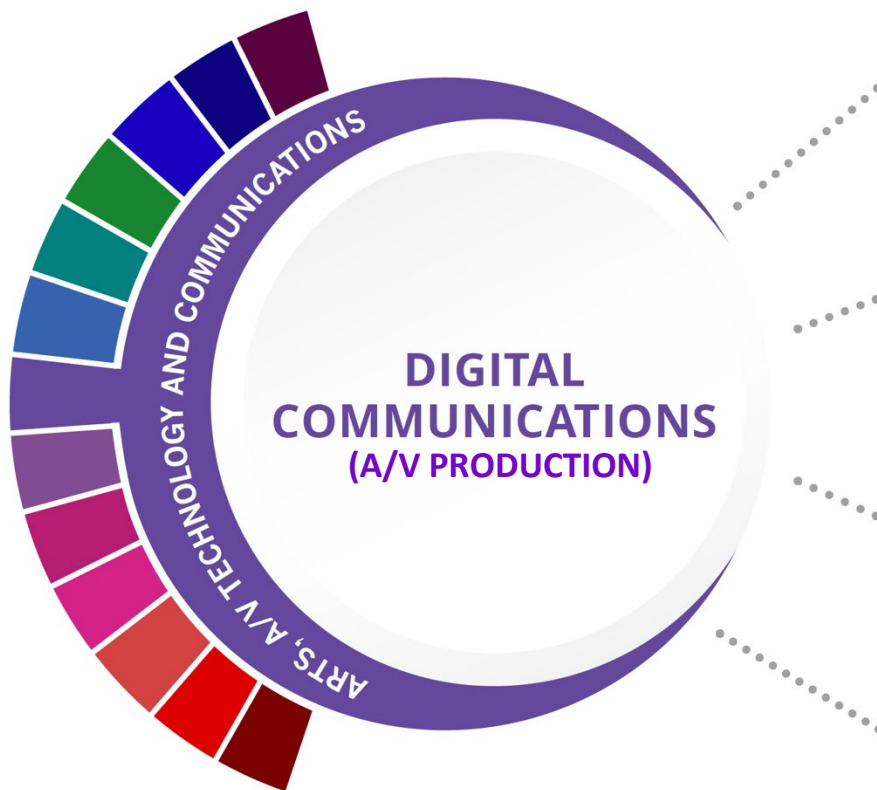 ARTS, A/V TECHNOLOGY AND COMMUNICATIONS
DIGITAL
COMMUNICATIONS
(A/V PRODUCTION)